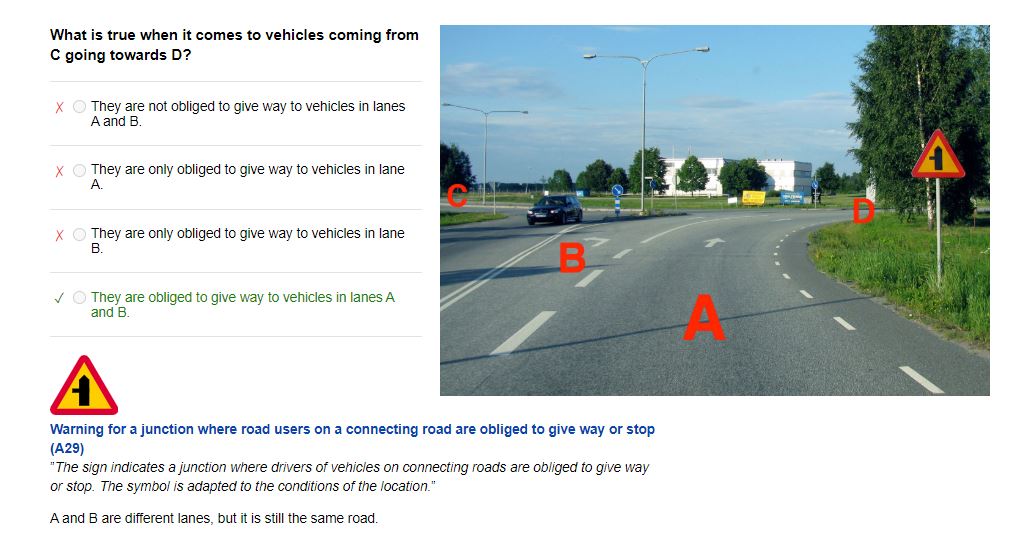 What is true when it comes to vehicles coming from
C going towards D?
X They are not obliged to give way to vehicles in lanes
A and B.
X They are only obliged to give way to vehicles in lane
A.
X They are only obliged to give way to vehicles in lane
B.
✓ They are obliged to give way to vehicles in lanes A
and B.
C
D
B
A
Warning for a junction where road users on a connecting road are obliged to give way or stop
(A29)
"The sign indicates a junction where drivers of vehicles on connecting roads are obliged to give way
or stop. The symbol is adapted to the conditions of the location."
A and B are different lanes, but it is still the same road.